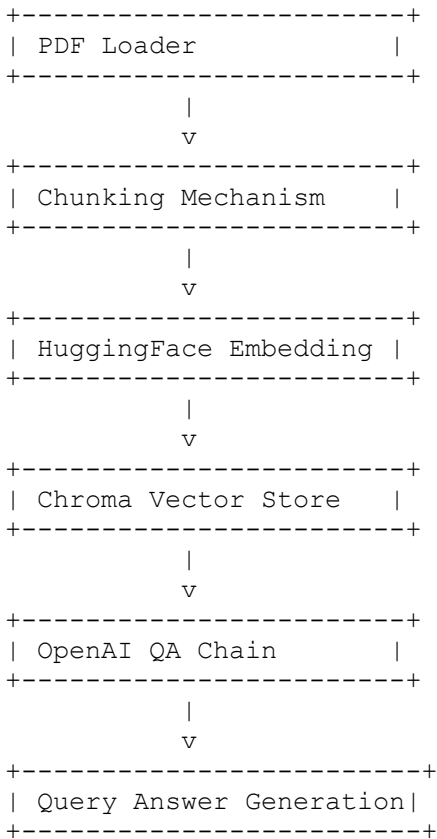 +------------------------+
| PDF Loader             |
+------------------------+
           |
           v
+------------------------+
| Chunking Mechanism     |
+------------------------+
           |
           v
+------------------------+
| HuggingFace Embedding |
+------------------------+
           |
           v
+------------------------+
| Chroma Vector Store    |
+------------------------+
           |
           v
+------------------------+
| OpenAI QA Chain        |
+------------------------+
           |
           v
+-------------------------+
| Query Answer Generation|
+-------------------------+